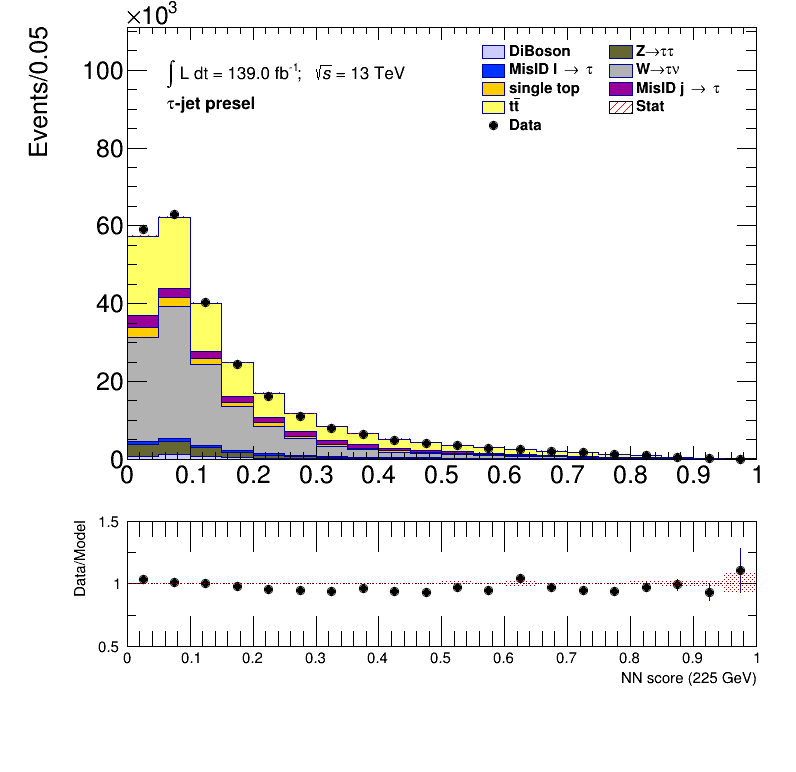 ×10³
Events/0.05
100
80
60
40
20
0
∫ L dt = 139.0 fb⁻¹; √s = 13 TeV
τ-jet presel
DiBoson
Z→ττ
MisID l → τ
W→τν
single top
MisID j → τ
tt̄
Stat
Data
0 0.1 0.2 0.3 0.4 0.5 0.6 0.7 0.8 0.9 1
Data/Model
1.5
1
0.5
0 0.1 0.2 0.3 0.4 0.5 0.6 0.7 0.8 0.9 1
NN score (225 GeV)